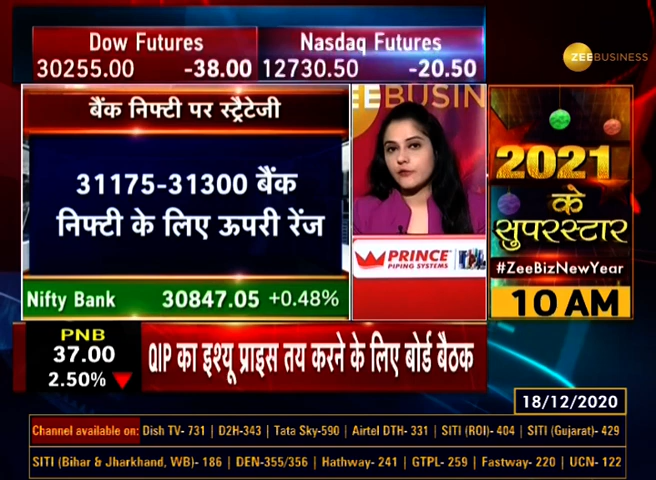 Dow Futures
30255.00 -38.00
Nasdaq Futures
12730.50 -20.50
ZEEBUSINESS
बैंक निफ्टी पर स्ट्रैटेजी
31175-31300 बैंक
निफ्टी के लिए ऊपरी रेंज
Nifty Bank 30847.05 +0.48%
EEBUSIN
PRINCE
PIPING SYSTEMS
2021
के
सुपरस्टार
#ZeeBizNewYear
10 AM
PNB
37.00
2.50%
QIP का इश्यू प्राइस तय करने के लिए बोर्ड बैठक
18/12/2020
Channel available on: Dish TV- 731 | D2H-343 | Tata Sky-590 | Airtel DTH- 331 | SITI (ROI)- 404 | SITI (Gujarat)- 429
SITI (Bihar & Jharkhand, WB)- 186 | DEN-355/356 | Hathway- 241 | GTPL- 259 | Fastway- 220 | UCN- 122